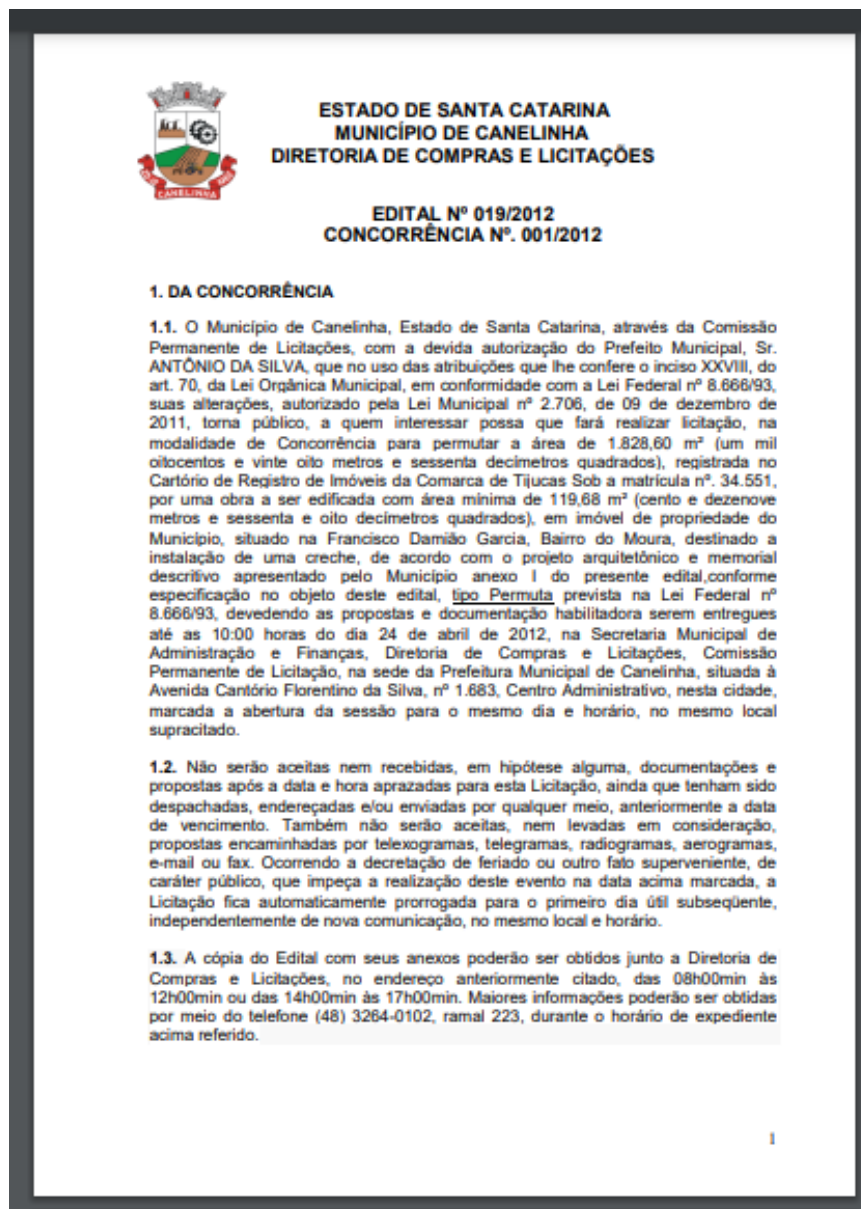 ESTADO DE SANTA CATARINA
MUNICÍPIO DE CANELINHA
DIRETORIA DE COMPRAS E LICITAÇÕES
CANELINHA
EDITAL Nº 019/2012
CONCORRÊNCIA Nº. 001/2012
1. DA CONCORRÊNCIA
1.1. O Município de Canelinha, Estado de Santa Catarina, através da Comissão
Permanente de Licitações, com a devida autorização do Prefeito Municipal, Sr.
ANTÔNIO DA SILVA, que no uso das atribuições que lhe confere o inciso XXVIII, do
art. 70, da Lei Orgânica Municipal, em conformidade com a Lei Federal nº 8.666/93,
suas alterações, autorizado pela Lei Municipal nº 2.706, de 09 de dezembro de
2011, torna público, a quem interessar possa que fará realizar licitação, na
modalidade de Concorrência para permutar a área de 1.828,60 m² (um mil
oitocentos e vinte oito metros e sessenta decímetros quadrados), registrada no
Cartório de Registro de Imóveis da Comarca de Tijucas Sob a matrícula nº. 34.551,
por uma obra a ser edificada com área mínima de 119,68 m² (cento e dezenove
metros e sessenta e oito decímetros quadrados), em imóvel de propriedade do
Município, situado na Francisco Damião Garcia, Bairro do Moura, destinado a
instalação de uma creche, de acordo com o projeto arquitetônico e memorial
descritivo apresentado pelo Município anexo I do presente edital,conforme
especificação no objeto deste edital, tipo Permuta prevista na Lei Federal nº
8.666/93, devedendo as propostas e documentação habilitadora serem entregues
até as 10:00 horas do dia 24 de abril de 2012, na Secretaria Municipal de
Administração e Finanças, Diretoria de Compras e Licitações, Comissão
Permanente de Licitação, na sede da Prefeitura Municipal de Canelinha, situada à
Avenida Cantório Florentino da Silva, nº 1.683, Centro Administrativo, nesta cidade,
marcada a abertura da sessão para o mesmo dia e horário, no mesmo local
supracitado.
1.2. Não serão aceitas nem recebidas, em hipótese alguma, documentações e
propostas após a data e hora aprazadas para esta Licitação, ainda que tenham sido
despachadas, endereçadas e/ou enviadas por qualquer meio, anteriormente a data
de vencimento. Também não serão aceitas, nem levadas em consideração,
propostas encaminhadas por telexogramas, telegramas, radiogramas, aerogramas,
e-mail ou fax. Ocorrendo a decretação de feriado ou outro fato superveniente, de
caráter público, que impeça a realização deste evento na data acima marcada, a
Licitação fica automaticamente prorrogada para o primeiro dia útil subseqüente,
independentemente de nova comunicação, no mesmo local e horário.
1.3. A cópia do Edital com seus anexos poderão ser obtidos junto a Diretoria de
Compras e Licitações, no endereço anteriormente citado, das 08h00min às
12h00min ou das 14h00min às 17h00min. Maiores informações poderão ser obtidas
por meio do telefone (48) 3264-0102, ramal 223, durante o horário de expediente
acima referido.
1